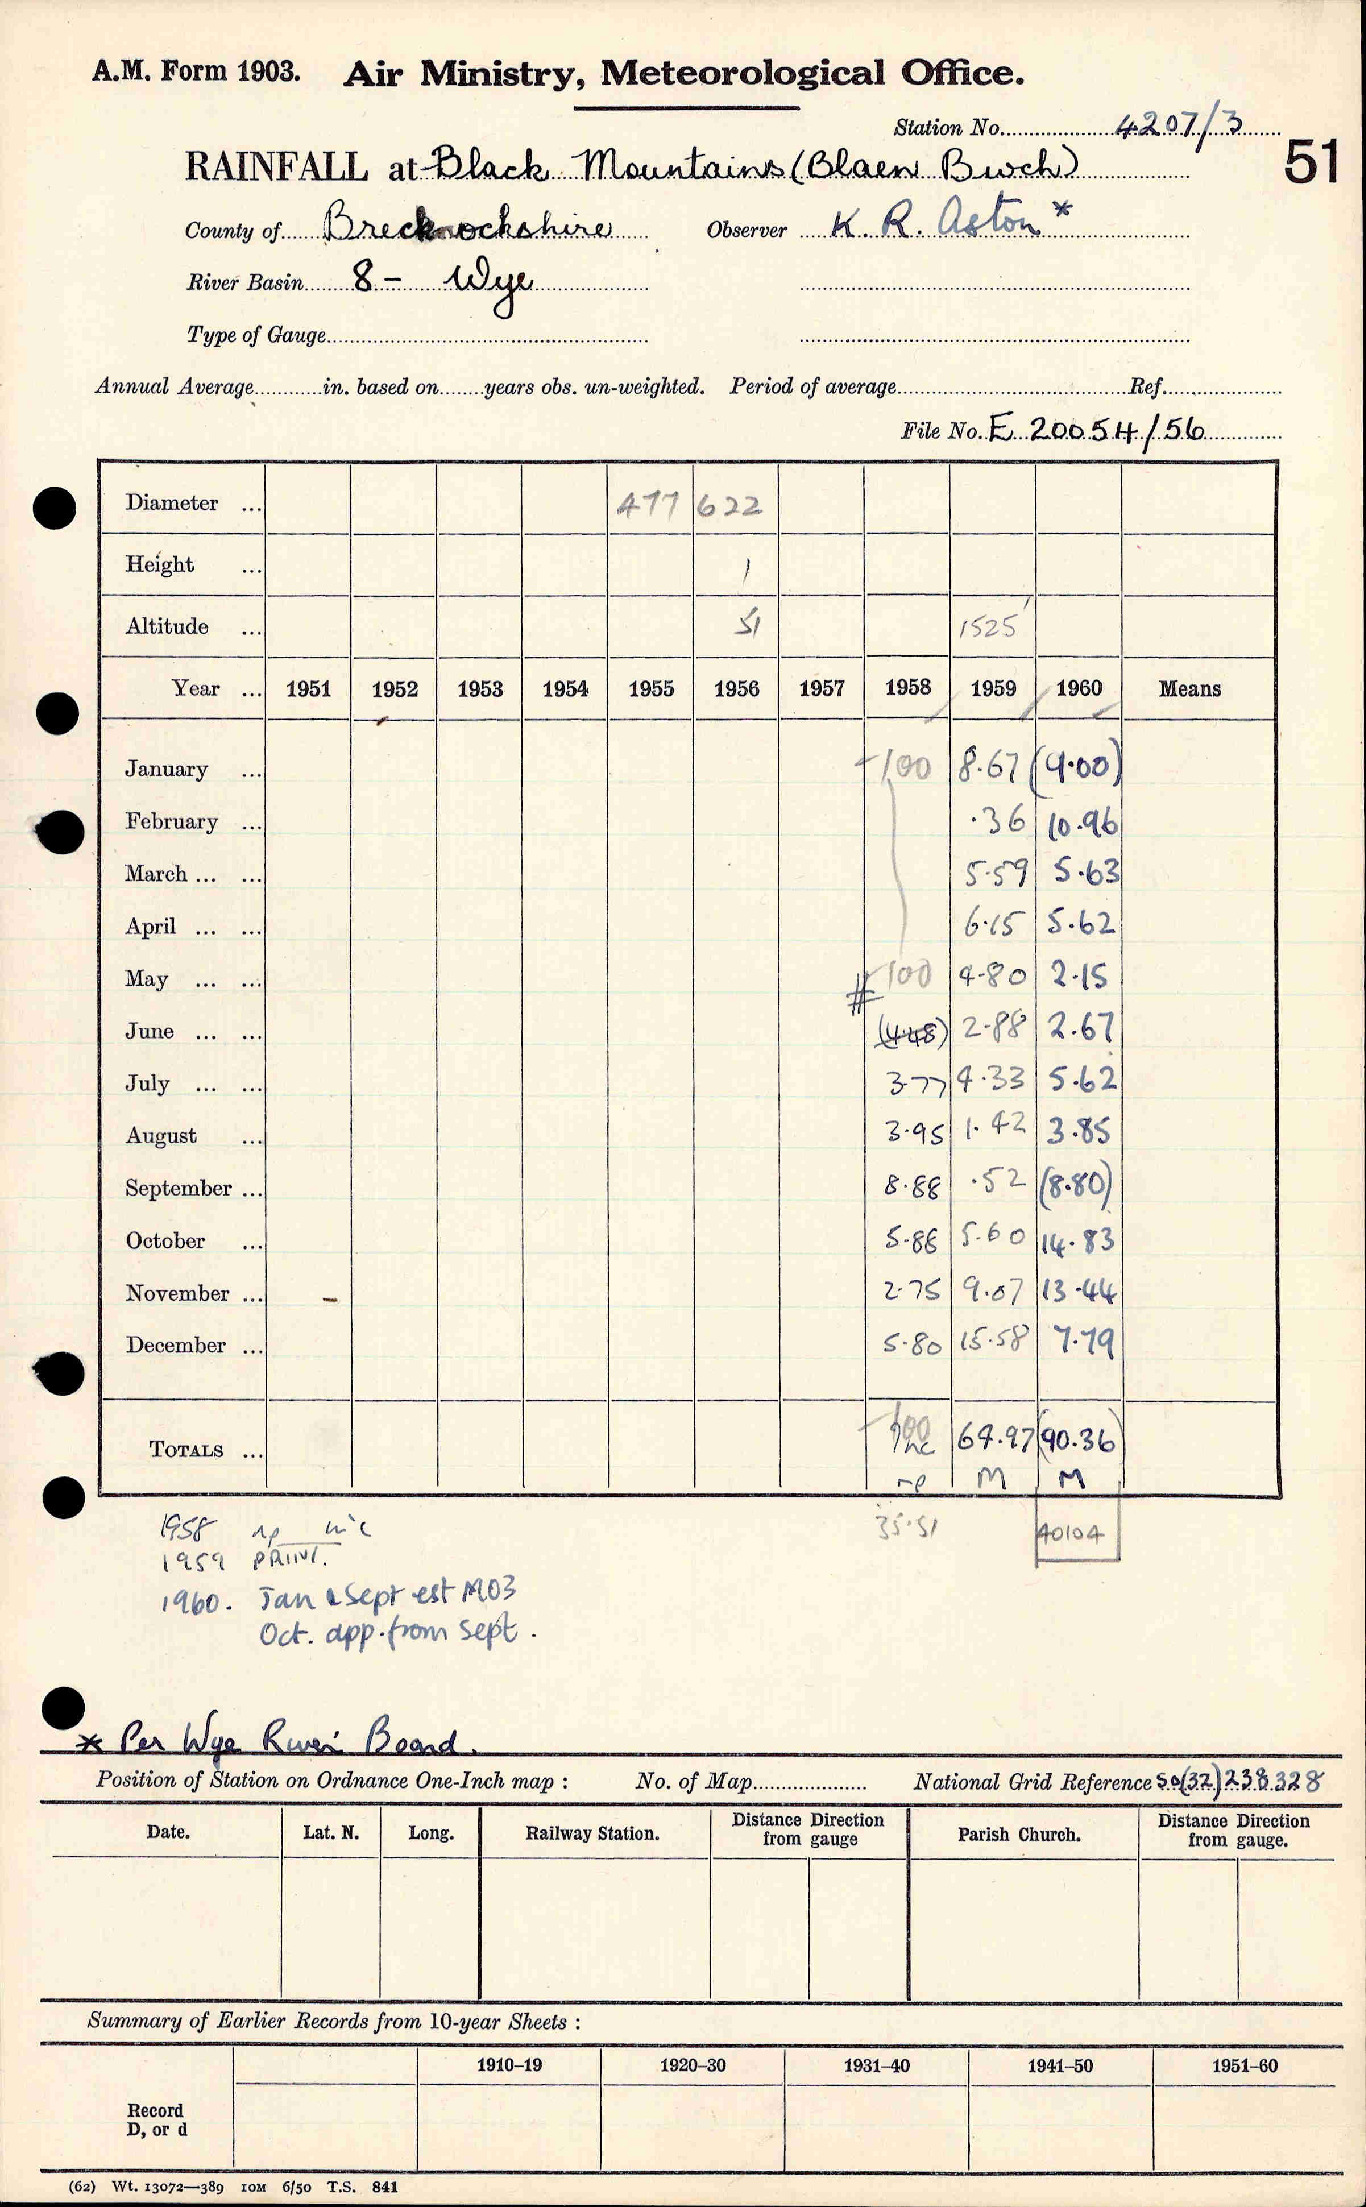 A.M. Form 1903. Air Ministry, Meteorological Office.
Station No. 4207/3
51
RAINFALL at Black Mountains (Blaen Bwch)
County of Brecknockshire Observer K. R. Aston *
River Basin 8 - Wye
Type of Gauge
Annual Average in. based on years obs. un-weighted. Period of average Ref.
File No. E 20054/56
Diameter ... 477 622
Height ... 1
Altitude ... 51 1525'
Year ... 1951 1952 1953 1954 1955 1956 1957 1958 1959 1960 Means
January ... -100 8.67 (9.00)
February ... .36 10.96
March ... ... 5.59 5.63
April ... ... 6.15 5.62
May ... ... -100 4.80 2.15
June ... ... # (4.48) 2.88 2.67
July ... ... 3.77 4.33 5.62
August ... 3.95 1.42 3.85
September ... 8.88 .52 (8.80)
October ... 5.88 5.60 14.83
November ... 2.75 9.07 13.44
December ... 5.80 15.58 7.79
TOTALS ... -100 Inc 64.97 (90.36)
np M M
35.51 40104
1958 np inc
1959 PRINT.
1960. Jan & Sept est MO3
Oct. app. from Sept.
* Per Wye River Board.
Position of Station on Ordnance One-Inch map : No. of Map National Grid Reference SO(32)238328
Date. Lat. N. Long. Railway Station. Distance Direction from gauge Parish Church. Distance Direction from gauge.
Summary of Earlier Records from 10-year Sheets :
1910–19 1920–30 1931–40 1941–50 1951–60
Record
D, or d
(62) Wt. 13072—389 10M 6/50 T.S. 841